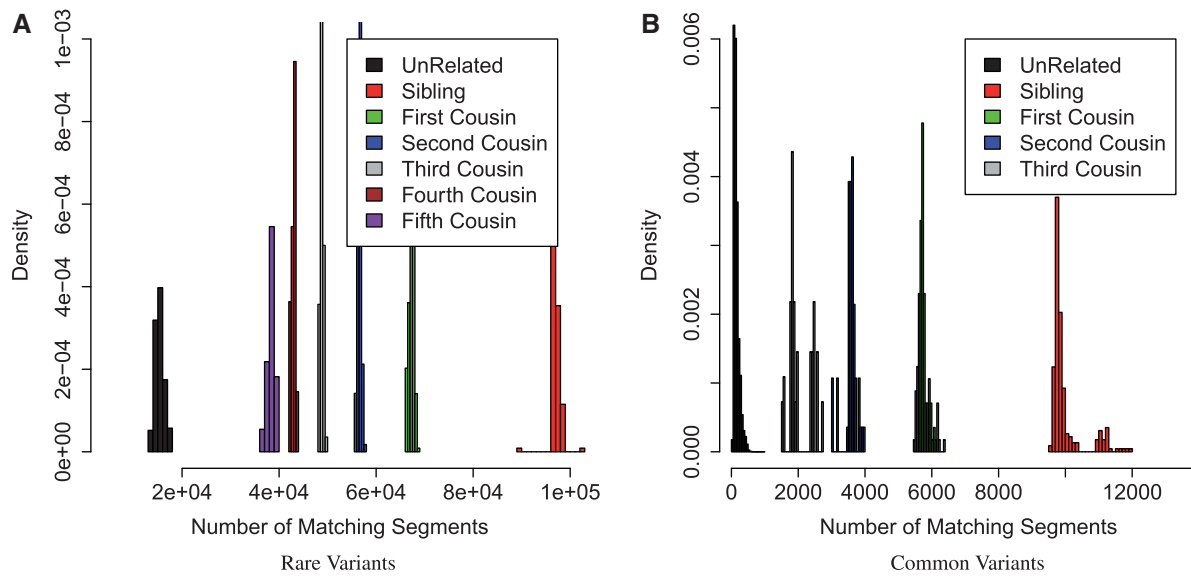 A
1e−03
8e−04
6e−04
4e−04
2e−04
0e+00
Density
UnRelated
Sibling
First Cousin
Second Cousin
Third Cousin
Fourth Cousin
Fifth Cousin
2e+04 4e+04 6e+04 8e+04 1e+05
Number of Matching Segments
Rare Variants
B
0.006
0.004
0.002
0.000
Density
UnRelated
Sibling
First Cousin
Second Cousin
Third Cousin
0 2000 4000 6000 8000 12000
Number of Matching Segments
Common Variants